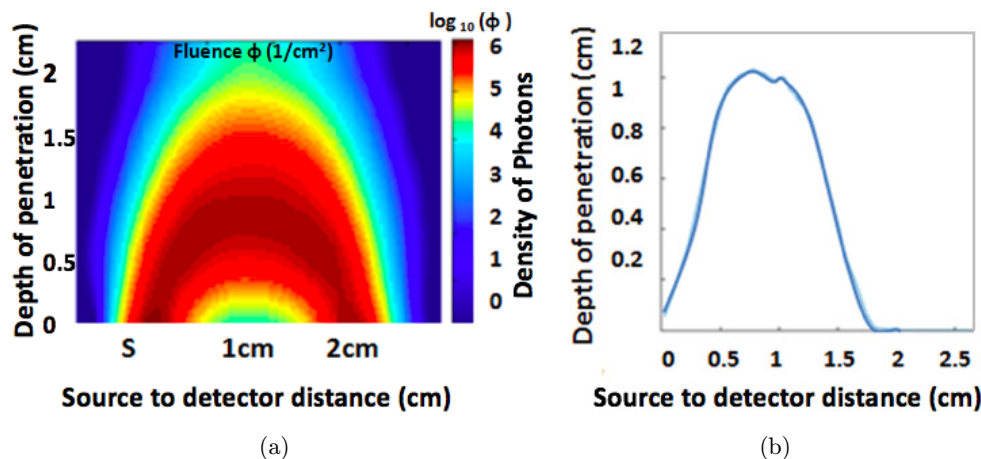 log ₁₀ (ϕ)
Fluence ϕ (1/cm²)
Depth of penetration (cm)
2
1.5
1
0.5
0
S
1cm
2cm
6
5
4
3
2
1
0
Density of Photons
Source to detector distance (cm)
(a)
Depth of penetration (cm)
1.2
1
0.8
0.6
0.4
0.2
0
0.5
1
1.5
2
2.5
Source to detector distance (cm)
(b)